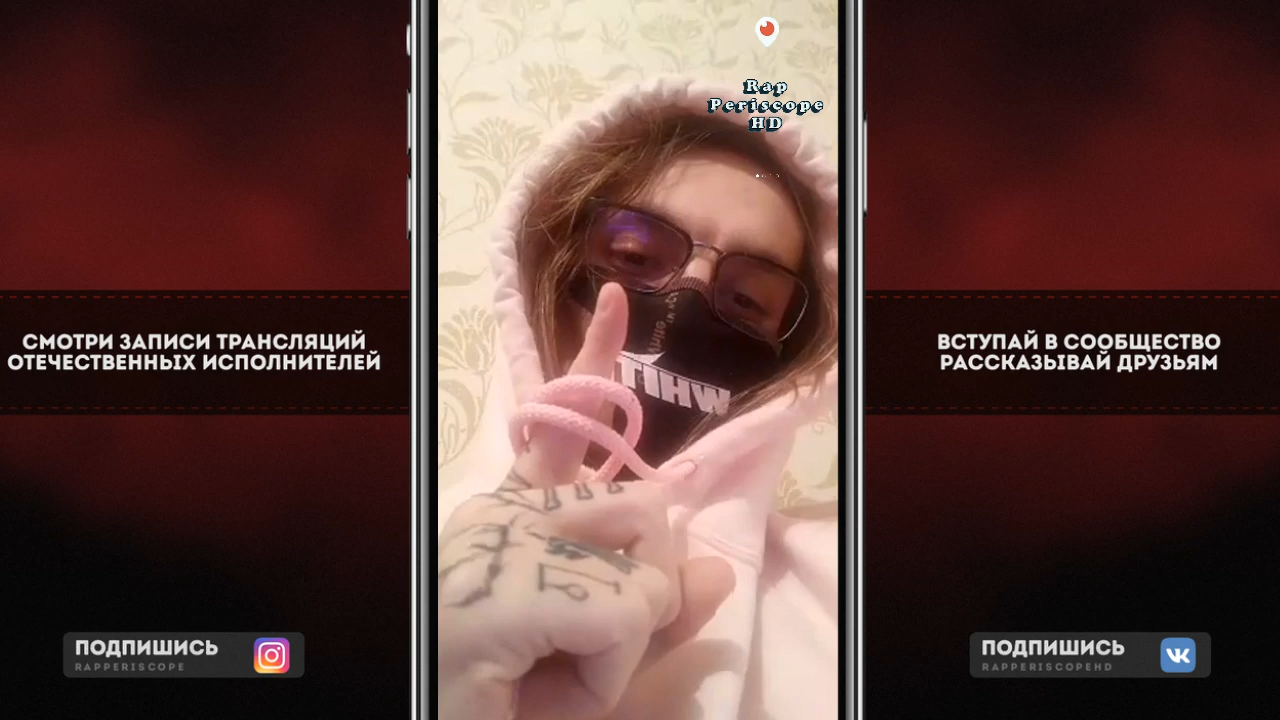 Rap
Periscope
HD
СМОТРИ ЗАПИСИ ТРАНСЛЯЦИЙ
ОТЕЧЕСТВЕННЫХ ИСПОЛНИТЕЛЕЙ
ВСТУПАЙ В СООБЩЕСТВО
РАССКАЗЫВАЙ ДРУЗЬЯМ
ПОДПИШИСЬ
RAPPERISCOPE
ПОДПИШИСЬ
RAPPERISCOPEHD